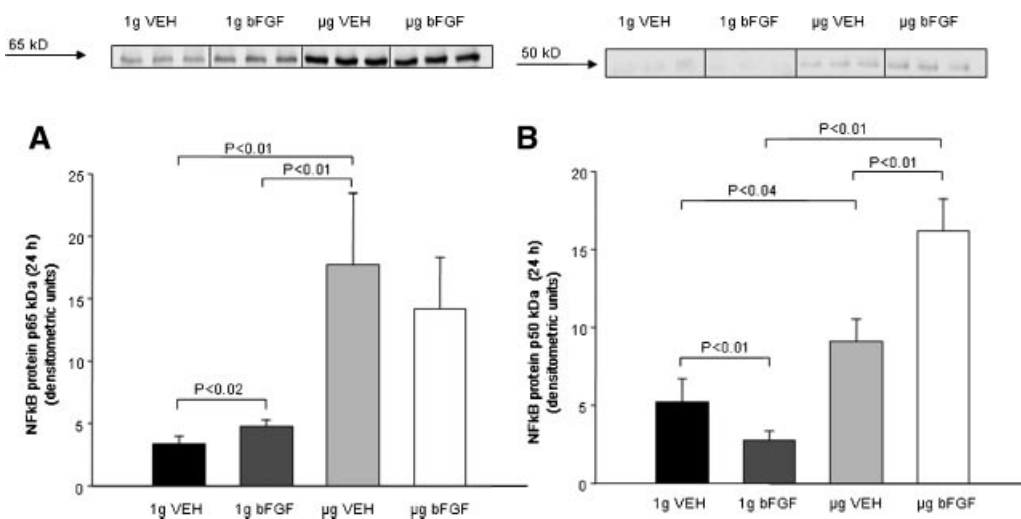 1g VEH 1g bFGF µg VEH µg bFGF
65 kD
1g VEH 1g bFGF µg VEH µg bFGF
50 kD
A
P<0.01
P<0.01
P<0.02
25
20
15
10
5
0
NFkB protein p65 kDa (24 h)
(densitometric units)
1g VEH 1g bFGF µg VEH µg bFGF
B
P<0.01
P<0.01
P<0.04
P<0.01
20
15
10
5
0
NFkB protein p50 kDa (24 h)
(densitometric units)
1g VEH 1g bFGF µg VEH µg bFGF